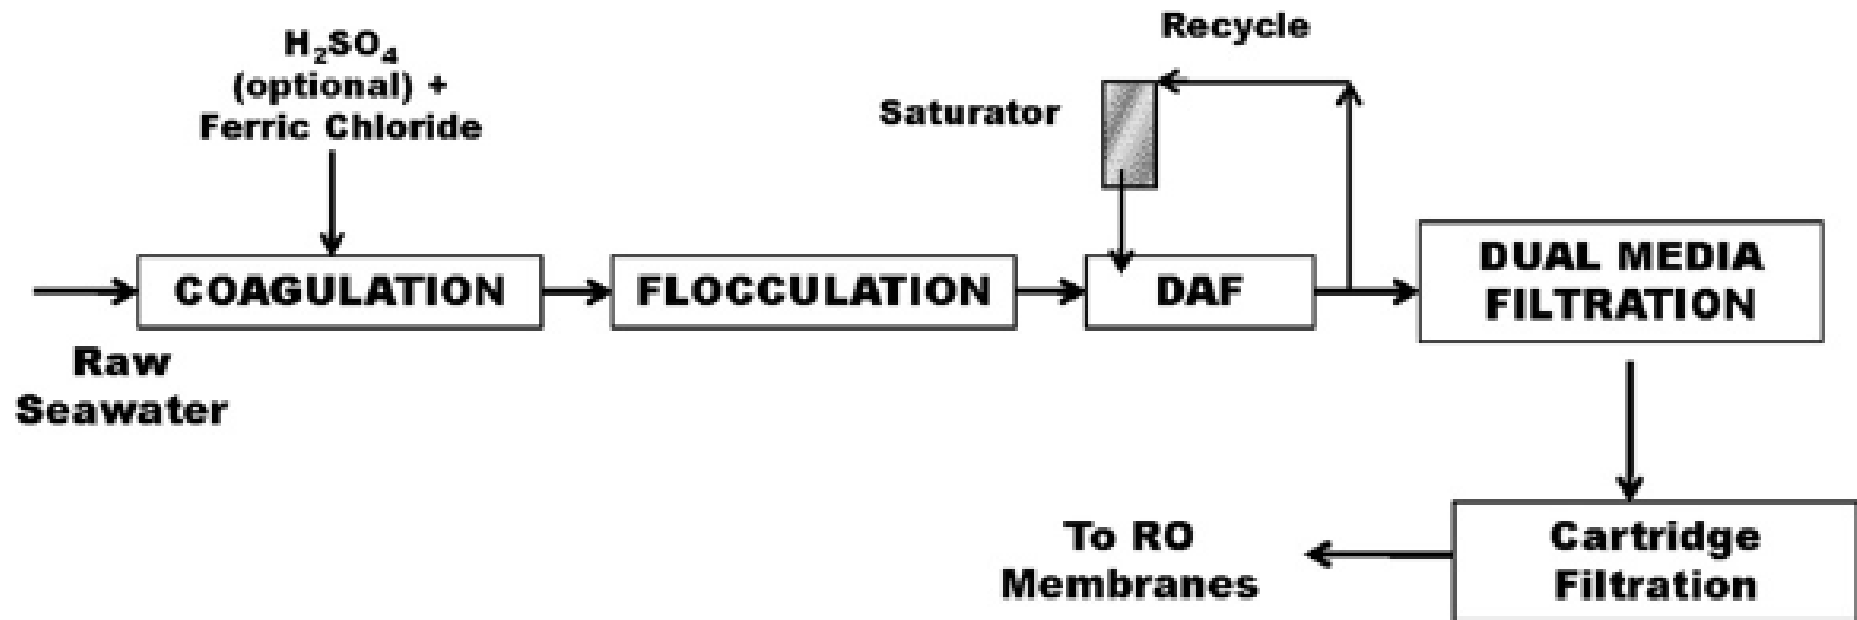 H₂SO₄
(optional) +
Ferric Chloride
Recycle
Saturator
COAGULATION
FLOCCULATION
DAF
DUAL MEDIA
FILTRATION
Raw
Seawater
To RO
Membranes
Cartridge
Filtration